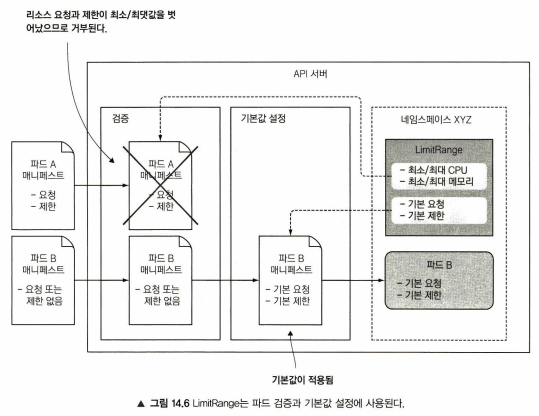 리소스 요청과 제한이 최소/최댓값을 벗
어났으므로 거부된다.
API 서버
검증
기본값 설정
네임스페이스 XYZ
LimitRange
- 최소/최대 CPU
- 최소/최대 메모리
- 기본 요청
- 기본 제한
파드 A
매니페스트
- 요청
- 제한
파드 A
매니페스트
- 요청
- 제한
파드 B
매니페스트
- 요청 또는
제한 없음
파드 B
매니페스트
- 요청 또는
제한 없음
파드 B
매니페스트
- 기본 요청
- 기본 제한
파드 B
- 기본 요청
- 기본 제한
기본값이 적용됨
▲ 그림 14.6 LimitRange는 파드 검증과 기본값 설정에 사용된다.